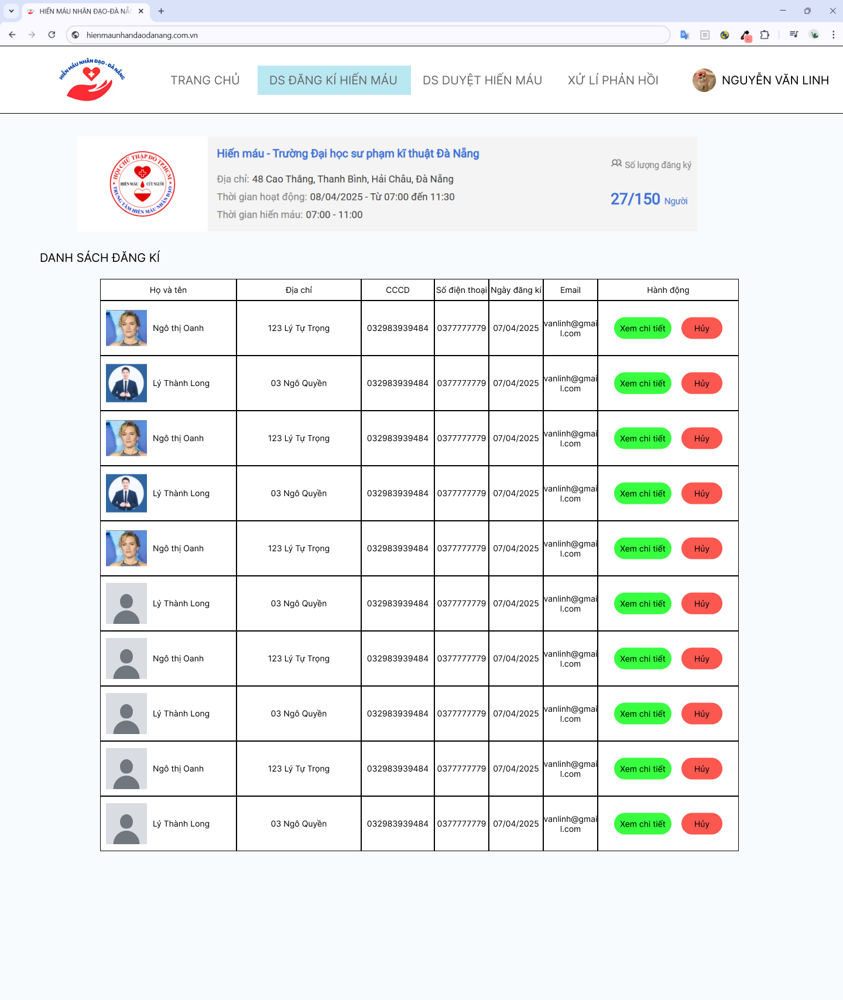 HIẾN MÁU NHÂN ĐẠO-ĐÀ NẴ
hienmaunhandaodanang.com.vn
HIẾN MÁU NHÂN ĐẠO - ĐÀ NẴNG
TRANG CHỦ
DS ĐĂNG KÍ HIẾN MÁU
DS DUYỆT HIẾN MÁU
XỬ LÍ PHẢN HỒI
NGUYỄN VĂN LINH
HỘI CHỮ THẬP ĐỎ TP.HCM
HIẾN MÁU CỨU NGƯỜI
TRUNG TÂM HIẾN MÁU NHÂN ĐẠO
Hiến máu - Trường Đại học sư phạm kĩ thuật Đà Nẵng
Địa chỉ: 48 Cao Thắng, Thanh Bình, Hải Châu, Đà Nẵng
Thời gian hoạt động: 08/04/2025 - Từ 07:00 đến 11:30
Thời gian hiến máu: 07:00 - 11:00
Số lượng đăng ký
27/150 Người
DANH SÁCH ĐĂNG KÍ
Họ và tên Địa chỉ CCCD Số điện thoại Ngày đăng kí Email Hành động
Ngô thị Oanh 123 Lý Tự Trọng 032983939484 0377777779 07/04/2025 vanlinh@gmai Xem chi tiết Hủy
l.com
Lý Thành Long 03 Ngô Quyền 032983939484 0377777779 07/04/2025 vanlinh@gmai Xem chi tiết Hủy
l.com
Ngô thị Oanh 123 Lý Tự Trọng 032983939484 0377777779 07/04/2025 vanlinh@gmai Xem chi tiết Hủy
l.com
Lý Thành Long 03 Ngô Quyền 032983939484 0377777779 07/04/2025 vanlinh@gmai Xem chi tiết Hủy
l.com
Ngô thị Oanh 123 Lý Tự Trọng 032983939484 0377777779 07/04/2025 vanlinh@gmai Xem chi tiết Hủy
l.com
Lý Thành Long 03 Ngô Quyền 032983939484 0377777779 07/04/2025 vanlinh@gmai Xem chi tiết Hủy
l.com
Ngô thị Oanh 123 Lý Tự Trọng 032983939484 0377777779 07/04/2025 vanlinh@gmai Xem chi tiết Hủy
l.com
Lý Thành Long 03 Ngô Quyền 032983939484 0377777779 07/04/2025 vanlinh@gmai Xem chi tiết Hủy
l.com
Ngô thị Oanh 123 Lý Tự Trọng 032983939484 0377777779 07/04/2025 vanlinh@gmai Xem chi tiết Hủy
l.com
Lý Thành Long 03 Ngô Quyền 032983939484 0377777779 07/04/2025 vanlinh@gmai Xem chi tiết Hủy
l.com